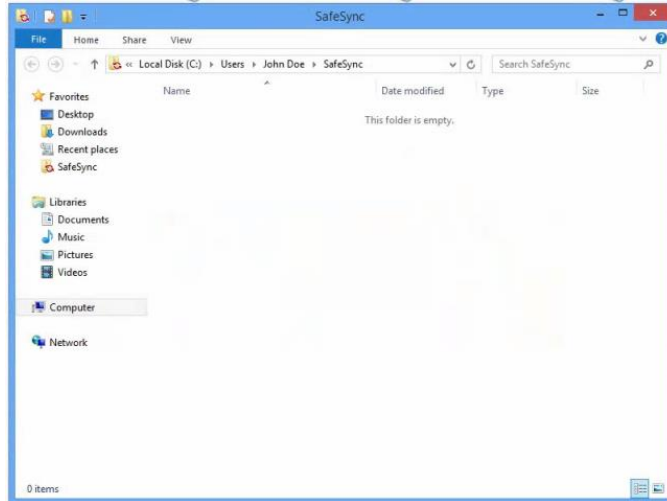 SafeSync
File Home Share View
« Local Disk (C:) Users John Doe SafeSync Search SafeSync
Name Date modified Type Size
This folder is empty.
Favorites
Desktop
Downloads
Recent places
SafeSync
Libraries
Documents
Music
Pictures
Videos
Computer
Network
0 items